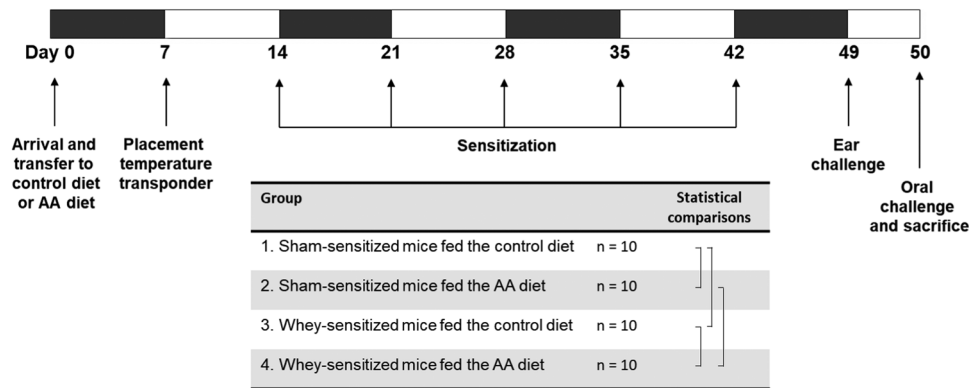 Day 0 7 14 21 28 35 42 49 50
Arrival and
transfer to
control diet
or AA diet
Placement
temperature
transponder
Sensitization
Ear
challenge
Oral
challenge
and sacrifice
Group Statistical
comparisons
1. Sham-sensitized mice fed the control diet n = 10
2. Sham-sensitized mice fed the AA diet n = 10
3. Whey-sensitized mice fed the control diet n = 10
4. Whey-sensitized mice fed the AA diet n = 10